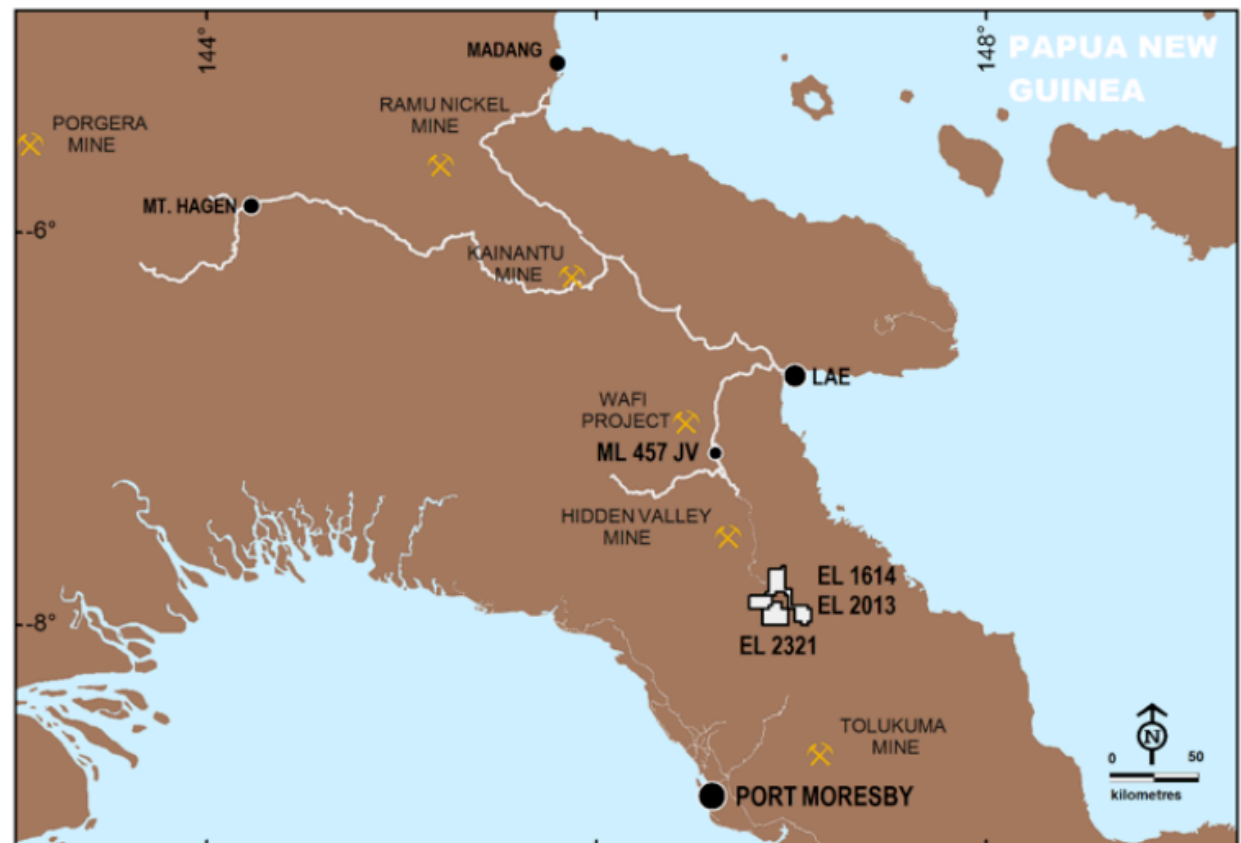 144°
148°
PAPUA NEW
GUINEA
MADANG
RAMU NICKEL
MINE
PORGERA
MINE
MT. HAGEN
-6°
KAINANTU
MINE
LAE
WAFI
PROJECT
ML 457 JV
HIDDEN VALLEY
MINE
EL 1614
EL 2013
-8°
EL 2321
TOLUKUMA
MINE
N
0 50
kilometres
PORT MORESBY